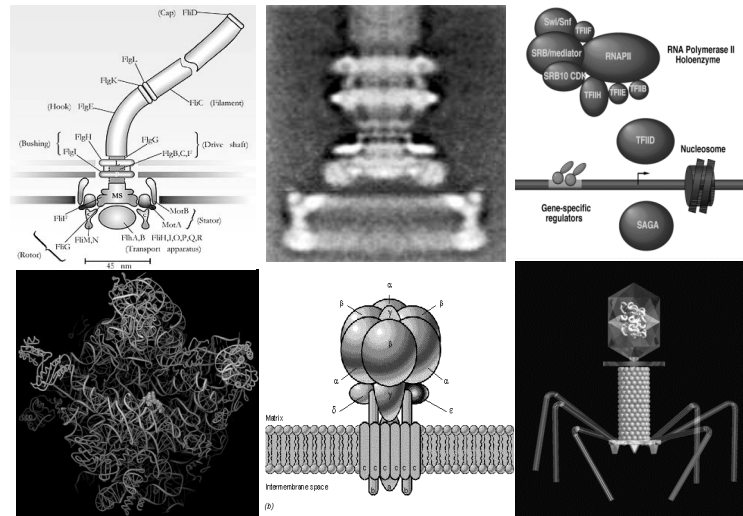 (Cap) FliD
FlgL
FlgK
(Hook) FlgE
FliC (Filament)
FlgH
FlgG
(Bushing)
FlgI
FlgB,C,F
(Drive shaft)
MS
FliF
MotB
MotA
(Stator)
FliG
FliM,N
FlhA,B FliH,I,O,P,Q,R
(Transport apparatus)
(Rotor)
45 nm
Swi/Snf
TFIIF
SRB/mediator
RNAPII
RNA Polymerase II
Holoenzyme
SRB10 CDK
TFIIH
TFIIE
TFIIB
TFIID
Nucleosome
Gene-specific
regulators
SAGA
α
β
γ
β
β
α
α
γ
δ
ε
Matrix
c c c c c c
a
b b
Intermembrane space
(b)